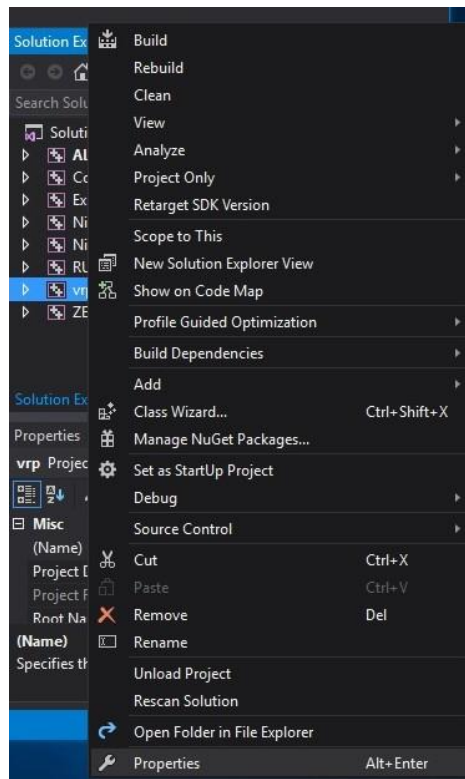 Solution Ex
Search Solu
Soluti
AL
Co
Ex
Ni
Ni
RU
vrp
ZE
Solution Ex
Properties
vrp Projec
Misc
(Name)
Project D
Project F
Root Na
(Name)
Specifies th
Build
Rebuild
Clean
View
Analyze
Project Only
Retarget SDK Version
Scope to This
New Solution Explorer View
Show on Code Map
Profile Guided Optimization
Build Dependencies
Add
Class Wizard... Ctrl+Shift+X
Manage NuGet Packages...
Set as StartUp Project
Debug
Source Control
Cut Ctrl+X
Paste Ctrl+V
Remove Del
Rename
Unload Project
Rescan Solution
Open Folder in File Explorer
Properties Alt+Enter